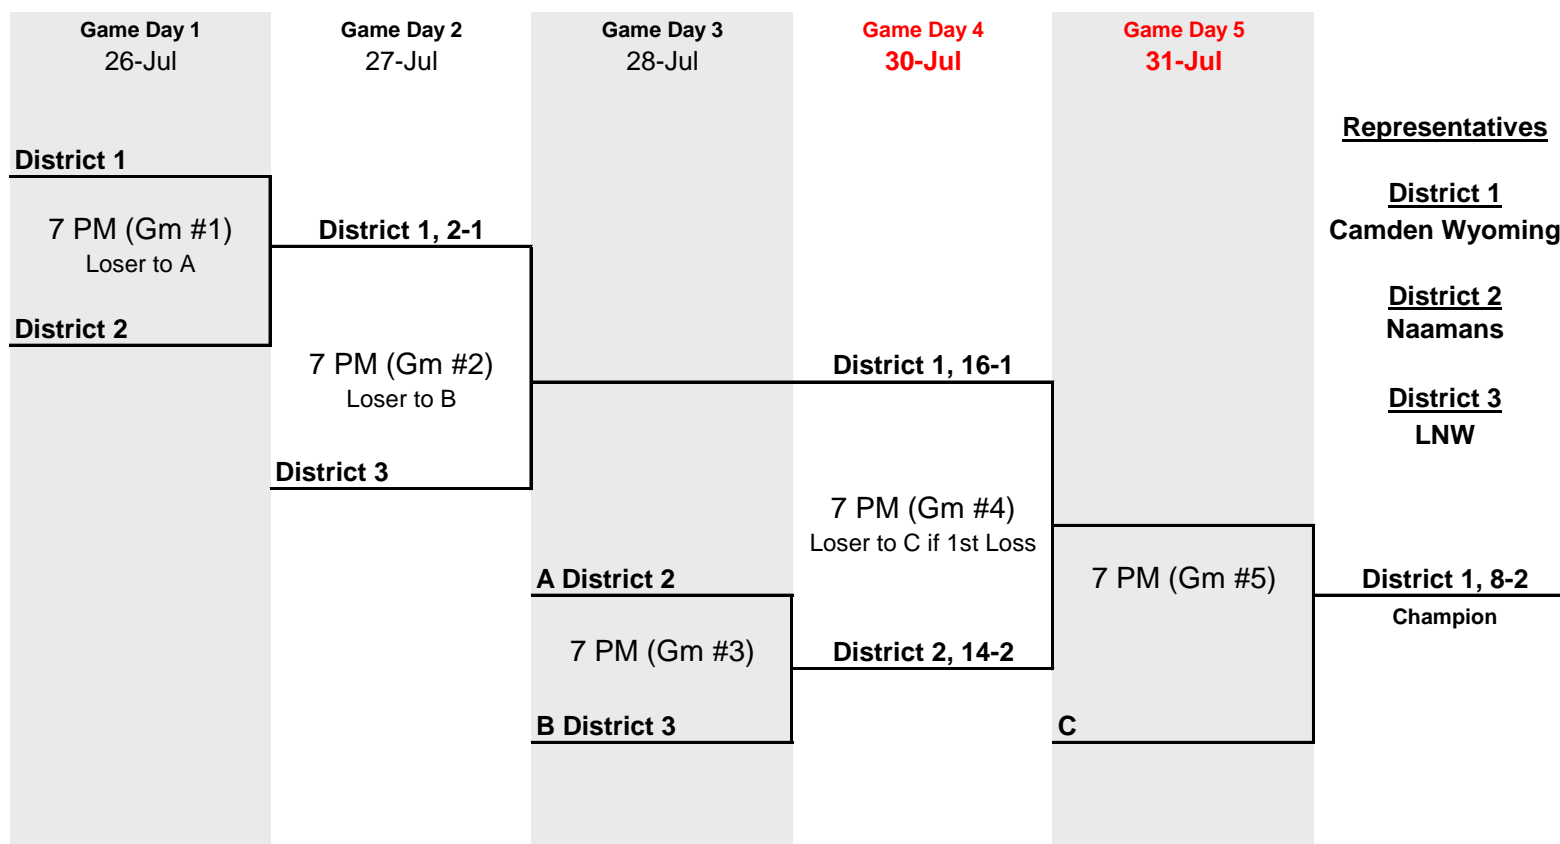 Game Day 1
26-Jul
Game Day 2
27-Jul
Game Day 3
28-Jul
Game Day 4
30-Jul
Game Day 5
31-Jul
Representatives
District 1
Camden Wyoming
District 2
Naamans
District 3
LNW
District 1
7 PM (Gm #1)
Loser to A
District 2
District 1, 2-1
7 PM (Gm #2)
Loser to B
District 3
A District 2
7 PM (Gm #3)
B District 3
District 1, 16-1
7 PM (Gm #4)
Loser to C if 1st Loss
District 2, 14-2
7 PM (Gm #5)
C
District 1, 8-2
Champion